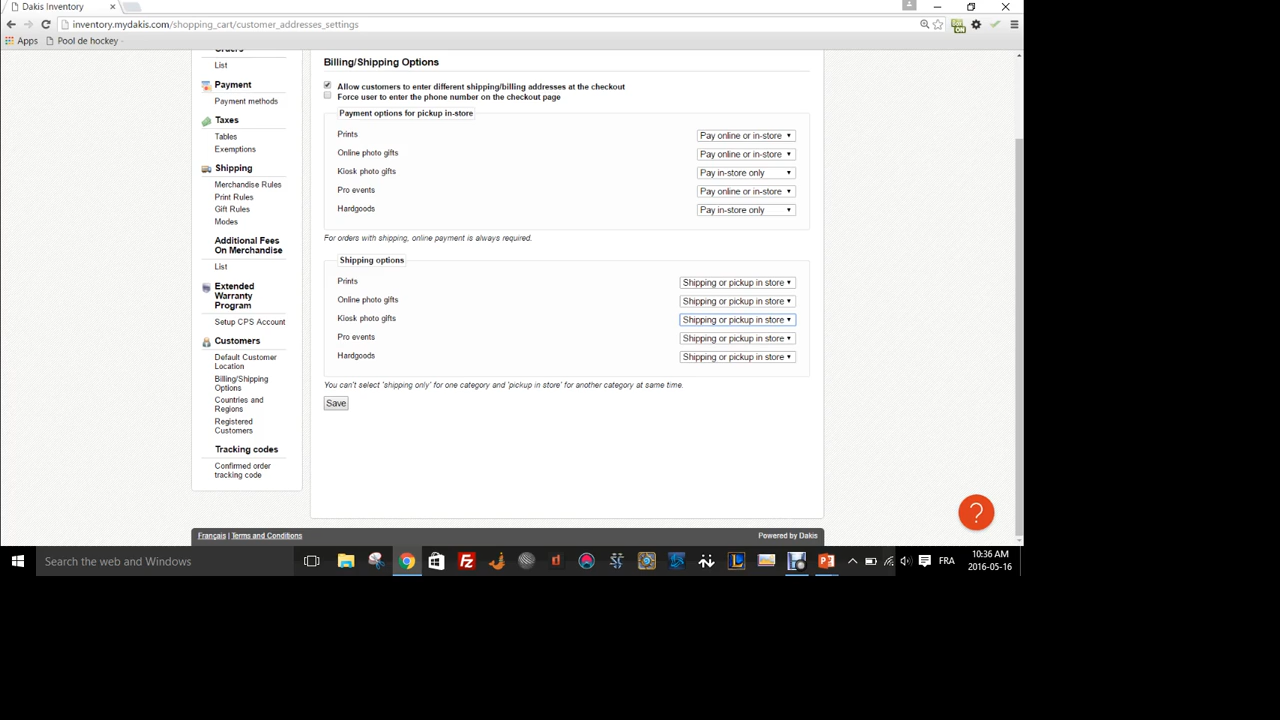 Dakis Inventory
inventory.mydakis.com/shopping_cart/customer_addresses_settings
ON
Apps
Pool de hockey
Orders
List
Payment
Payment methods
Taxes
Tables
Exemptions
Shipping
Merchandise Rules
Print Rules
Gift Rules
Modes
Additional Fees
On Merchandise
List
Extended
Warranty
Program
Setup CPS Account
Customers
Default Customer
Location
Billing/Shipping
Options
Countries and
Regions
Registered
Customers
Tracking codes
Confirmed order
tracking code
Billing/Shipping Options
Allow customers to enter different shipping/billing addresses at the checkout
Force user to enter the phone number on the checkout page
Payment options for pickup in-store
Prints Pay online or in-store
Online photo gifts Pay online or in-store
Kiosk photo gifts Pay in-store only
Pro events Pay online or in-store
Hardgoods Pay in-store only
For orders with shipping, online payment is always required.
Shipping options
Prints Shipping or pickup in store
Online photo gifts Shipping or pickup in store
Kiosk photo gifts Shipping or pickup in store
Pro events Shipping or pickup in store
Hardgoods Shipping or pickup in store
You can't select 'shipping only' for one category and 'pickup in store' for another category at same time.
Save
?
Français | Terms and Conditions Powered by Dakis
Search the web and Windows
FRA
10:36 AM
2016-05-16